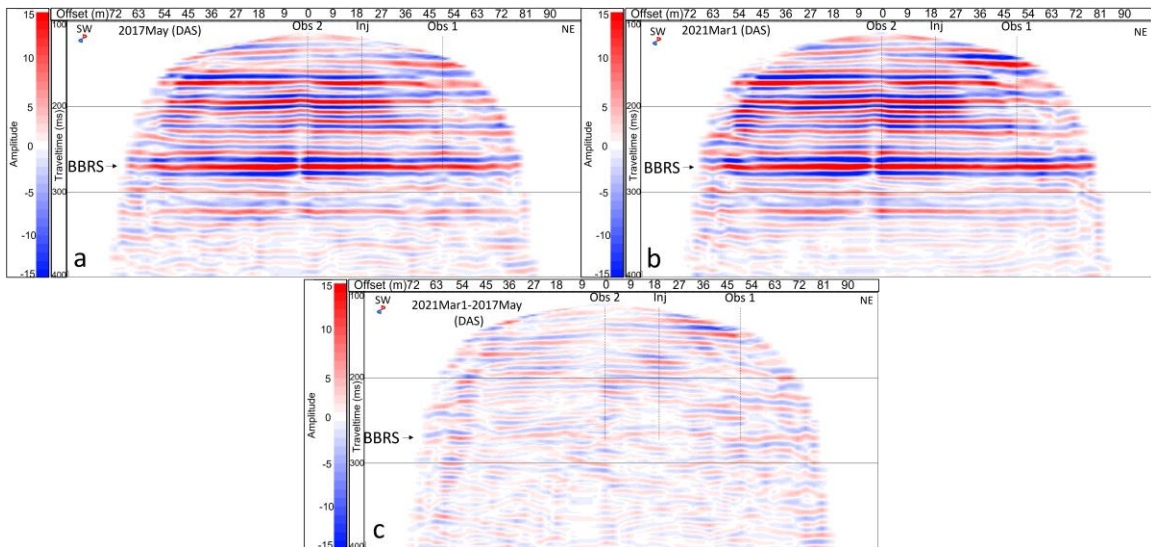 Offset (m) 72 63 54 45 36 27 18 9 0 9 18 27 36 45 54 63 72 81 90
SW 2017May (DAS) Obs 2 Inj Obs 1 NE
15
10
5
0
-5
-10
-15
Amplitude
Traveltime (ms)
100
200
300
400
BBRS
a
Offset (m) 72 63 54 45 36 27 18 9 0 9 18 27 36 45 54 63 72 81 90
SW 2021Mar1 (DAS) Obs 2 Inj Obs 1 NE
15
10
5
0
-5
-10
-15
Amplitude
Traveltime (ms)
100
200
300
400
BBRS
b
Offset (m) 72 63 54 45 36 27 18 9 0 9 18 27 36 45 54 63 72 81 90
SW 2021Mar1-2017May Obs 2 Inj Obs 1 NE
(DAS)
15
10
5
0
-5
-10
-15
Amplitude
Traveltime (ms)
100
200
300
400
BBRS
c